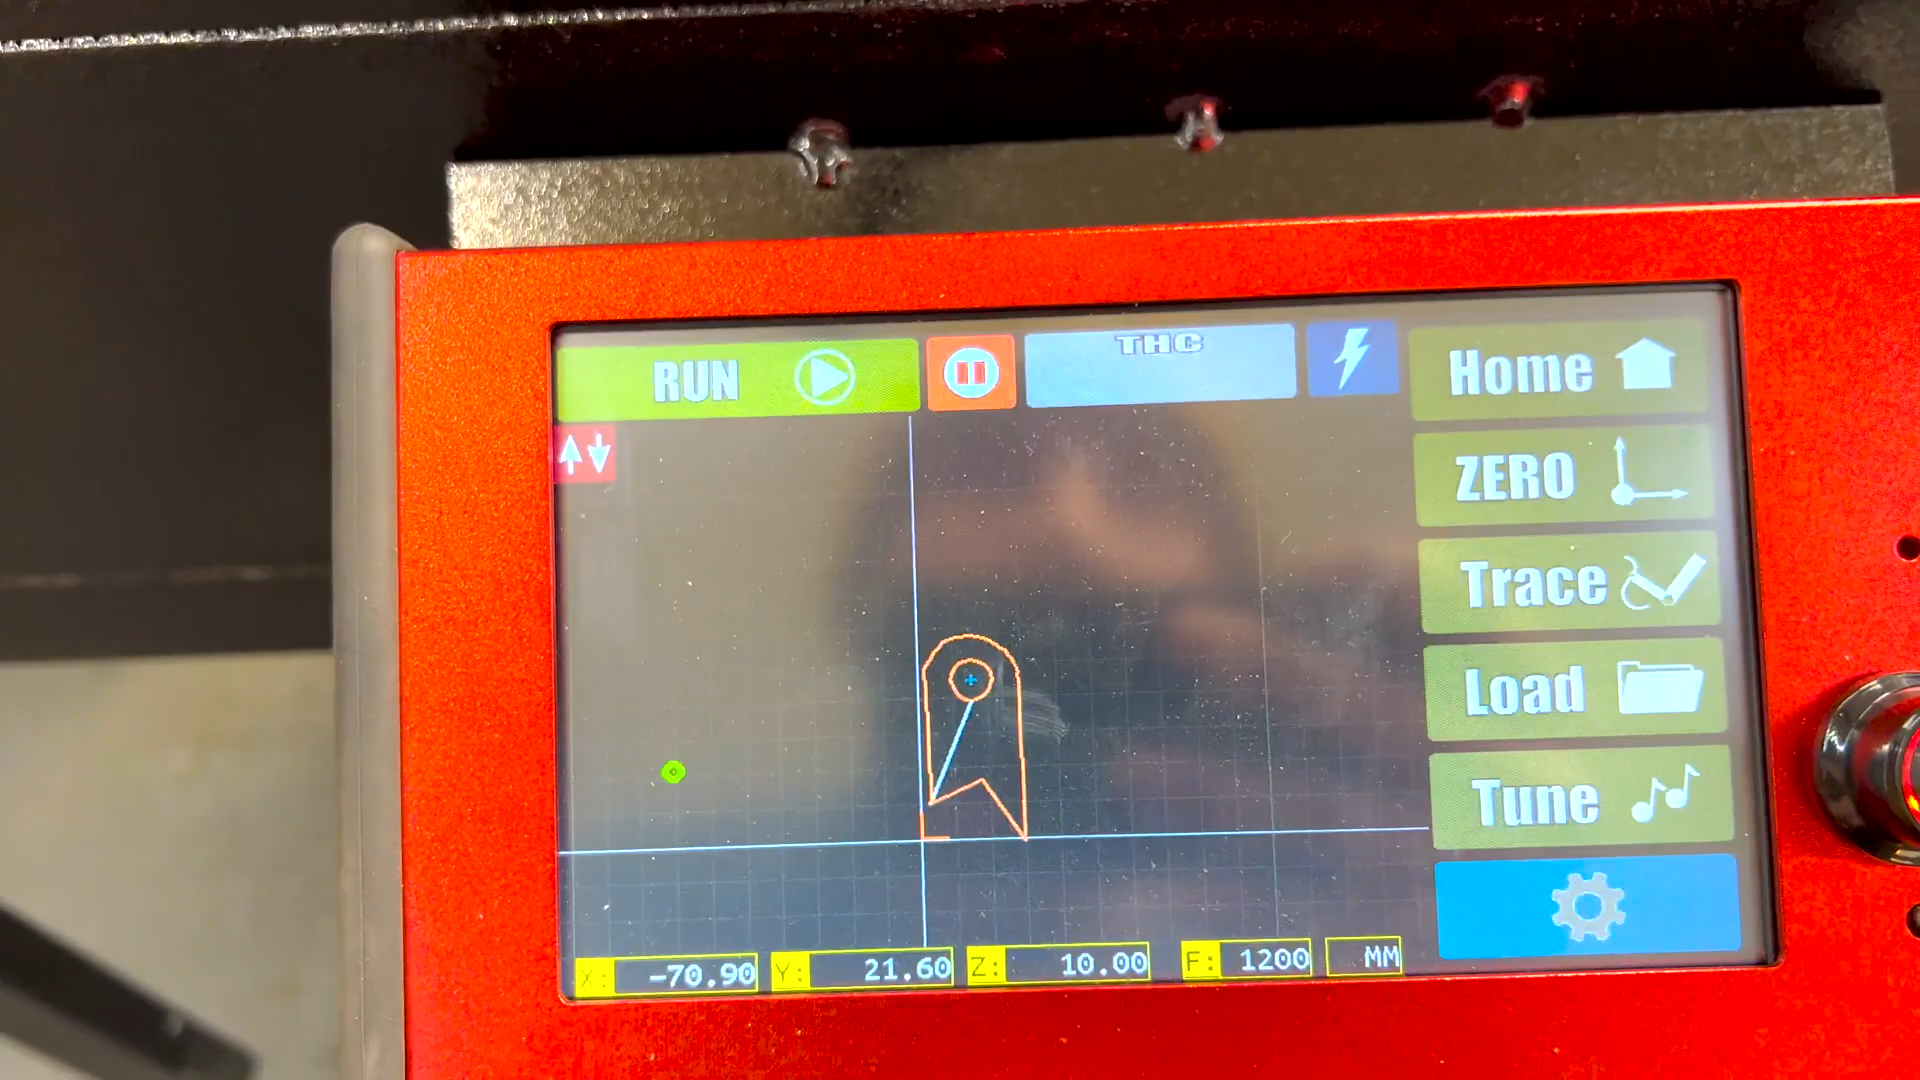 RUN
THC
Home
ZERO
Trace
Load
Tune
X: -70.90 Y: 21.60 Z: 10.00 F: 1200 MM